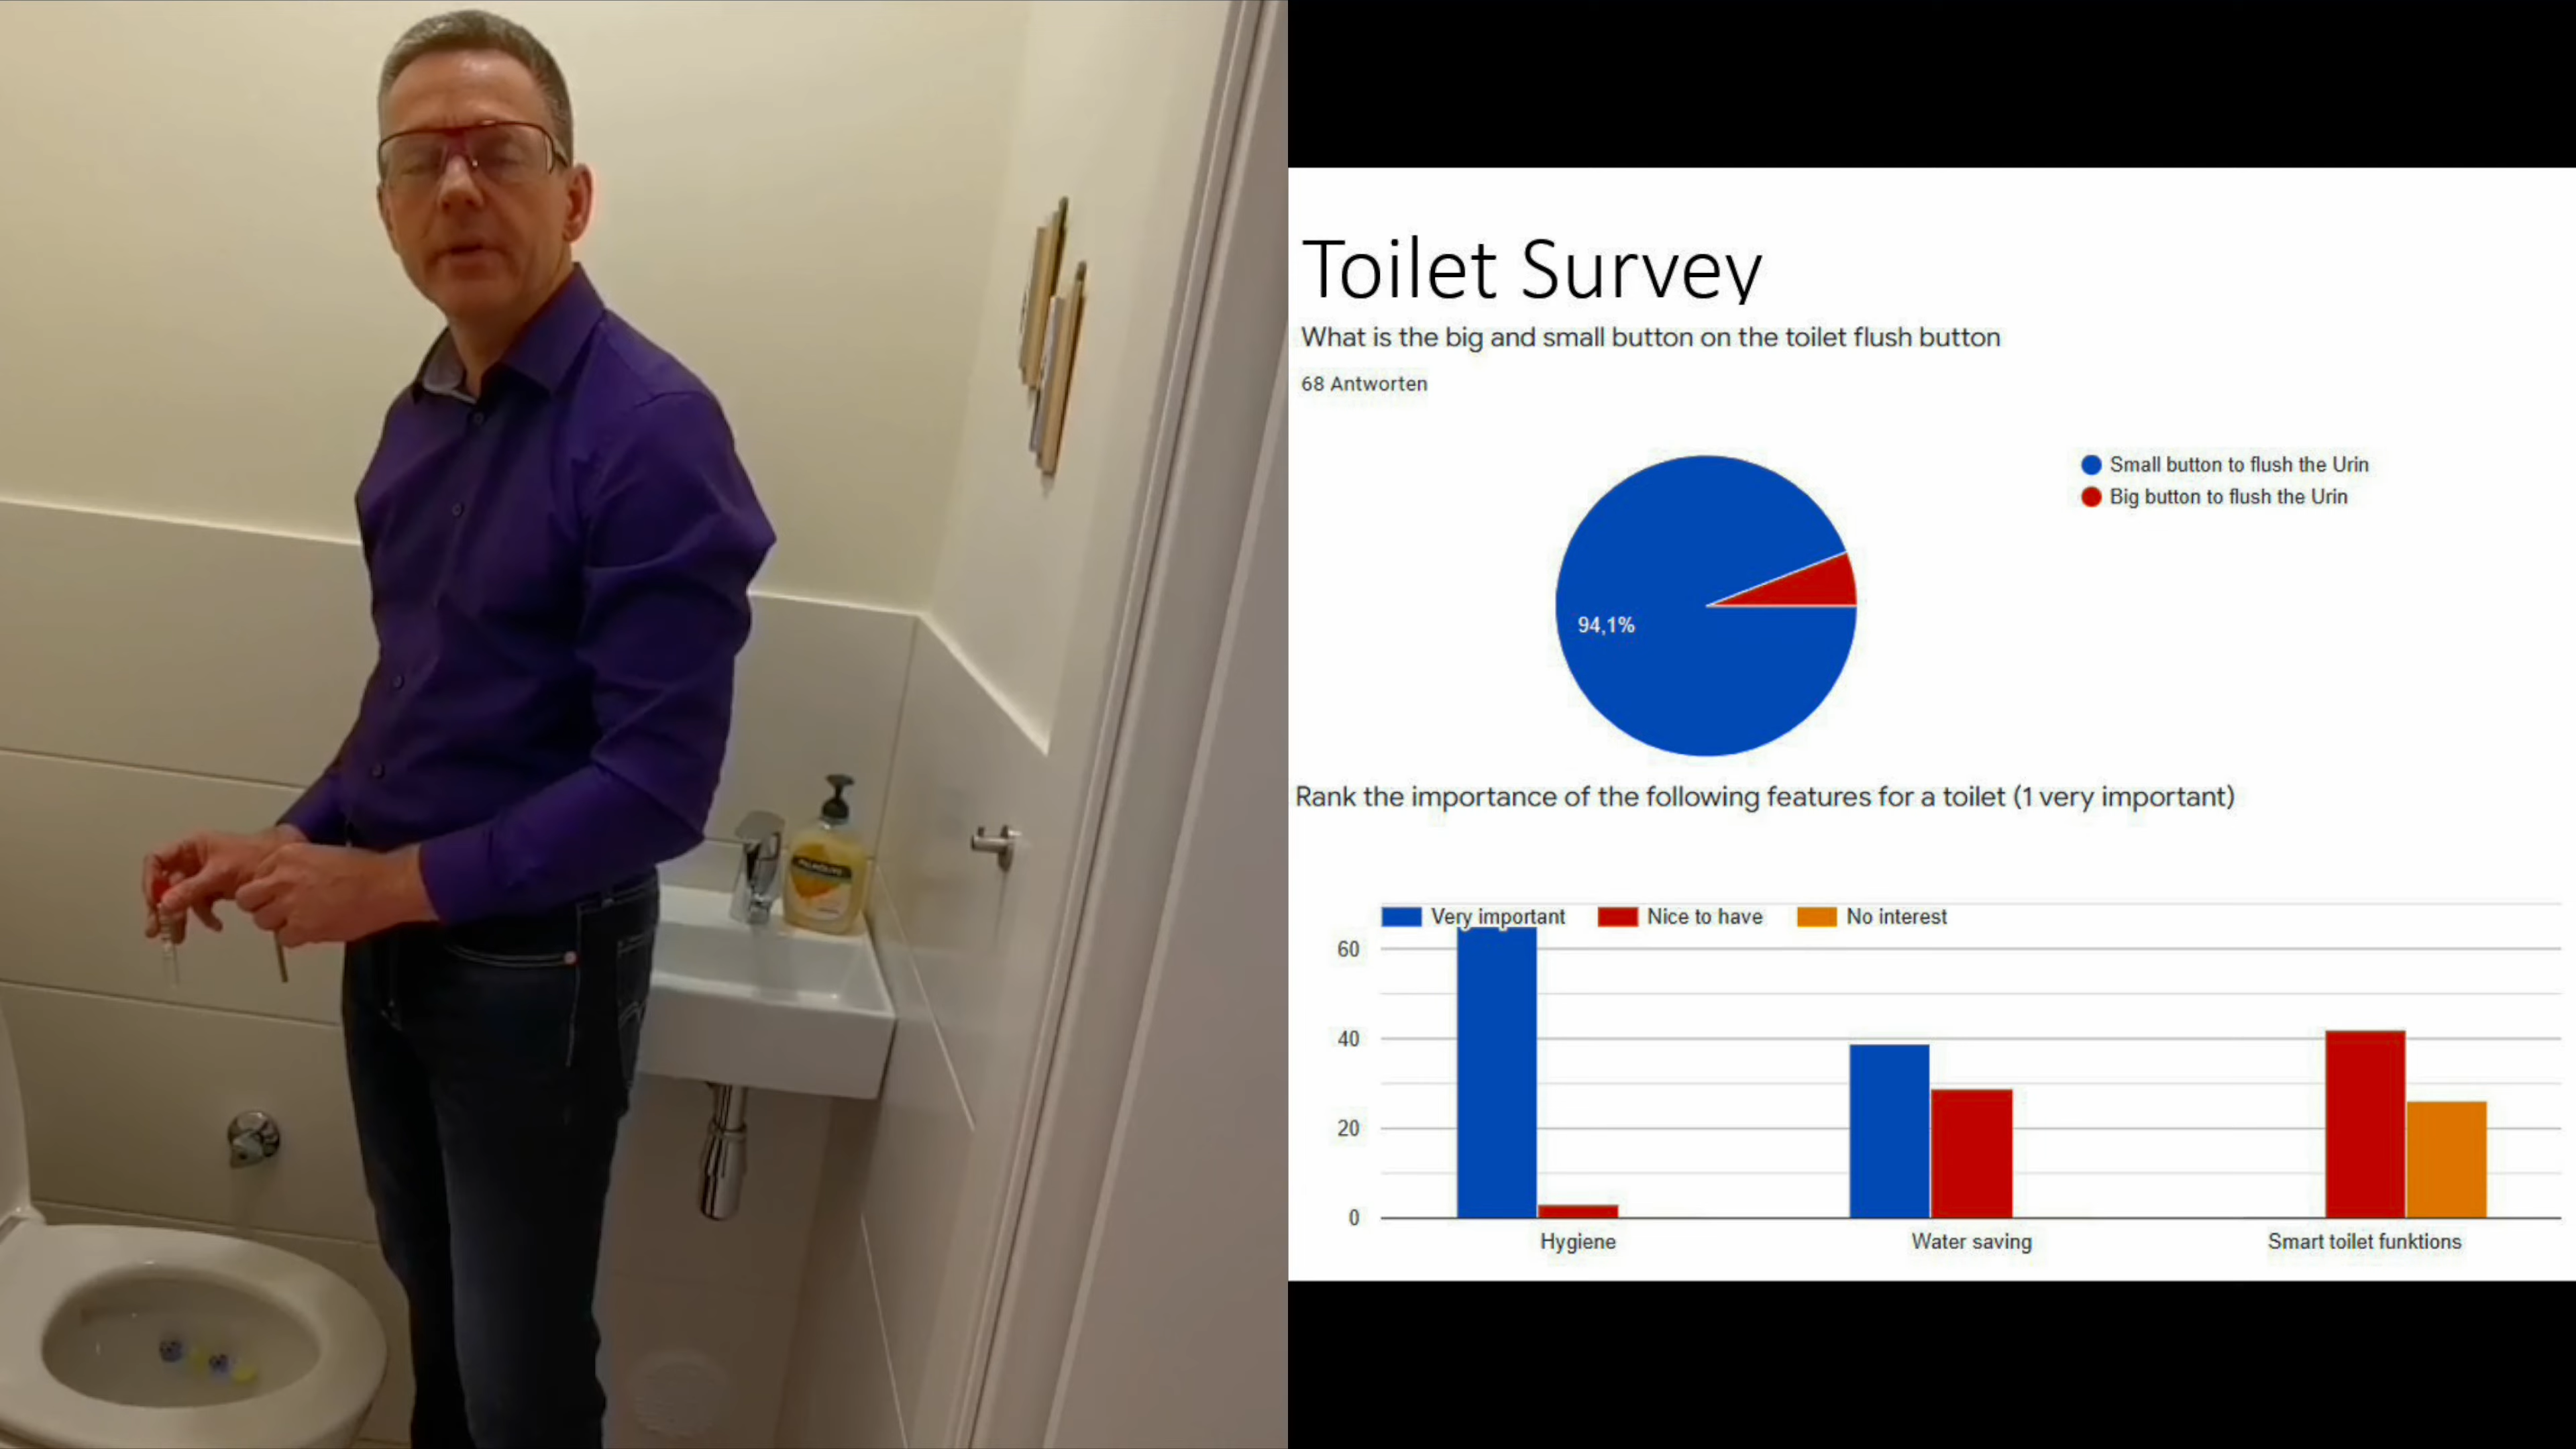 PALMOLIVE
Toilet Survey
What is the big and small button on the toilet flush button
68 Antworten
Small button to flush the Urin
Big button to flush the Urin
94,1%
Rank the importance of the following features for a toilet (1 very important)
Very important Nice to have No interest
60
40
20
0
Hygiene Water saving Smart toilet funktions